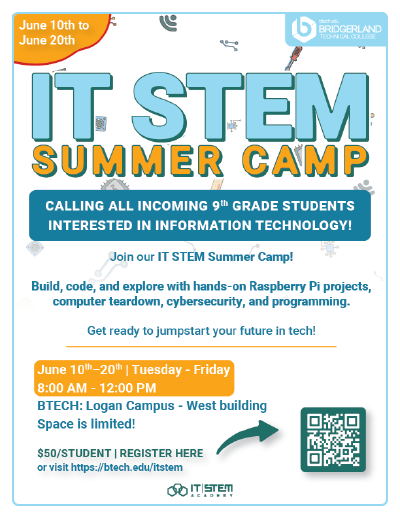 June 10th to
June 20th
btech.edu
BRIDGERLAND
TECHNICAL COLLEGE
IT STEM
SUMMER CAMP
CALLING ALL INCOMING 9th GRADE STUDENTS
INTERESTED IN INFORMATION TECHNOLOGY!
Join our IT STEM Summer Camp!
Build, code, and explore with hands-on Raspberry Pi projects,
computer teardown, cybersecurity, and programming.
Get ready to jumpstart your future in tech!
June 10th–20th | Tuesday - Friday
8:00 AM - 12:00 PM
BTECH: Logan Campus - West building
Space is limited!
$50/STUDENT | REGISTER HERE
or visit https://btech.edu/itstem
IT|STEM
ACADEMY